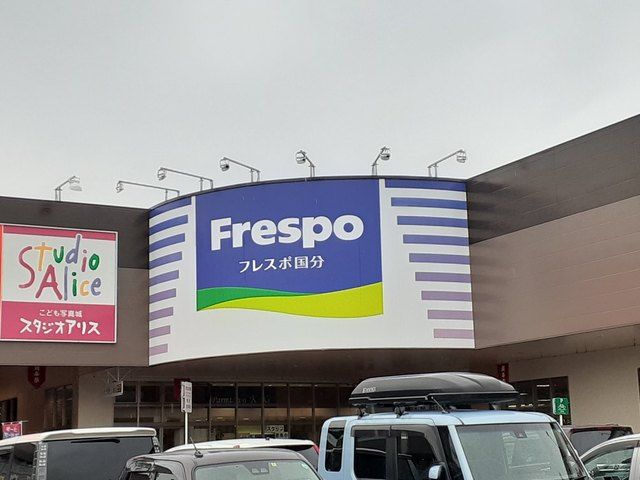 Frespo
フレスポ国分
Studio
Alice
こども写真城
スタジオアリス